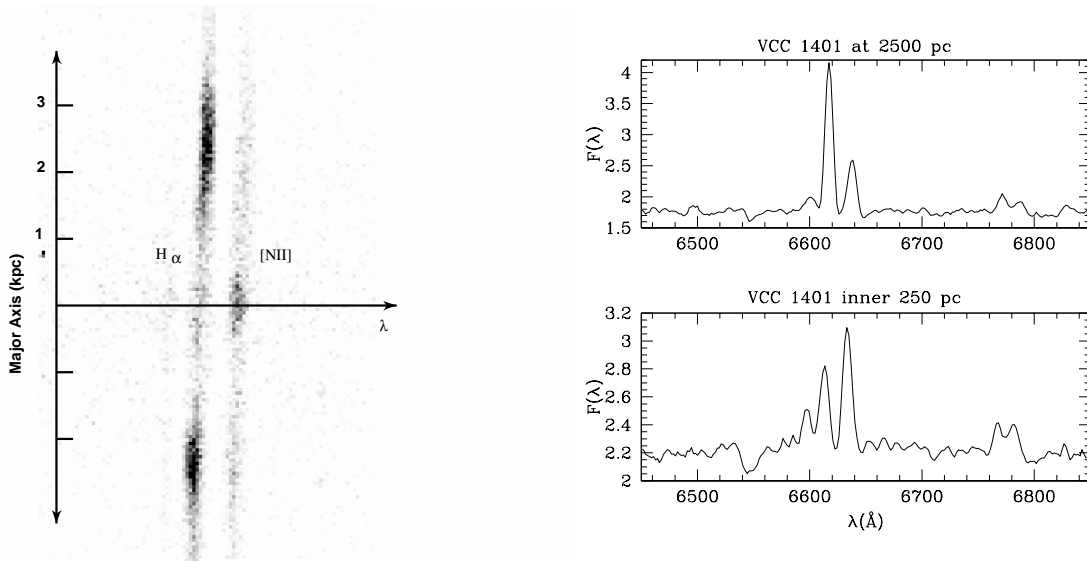 Major Axis (kpc)
3
2
1
H α
[NII]
λ
VCC 1401 at 2500 pc
F(λ)
4
3.5
3
2.5
2
1.5
6500 6600 6700 6800
VCC 1401 inner 250 pc
F(λ)
3.2
3
2.8
2.6
2.4
2.2
2
6500 6600 6700 6800
λ(Å)